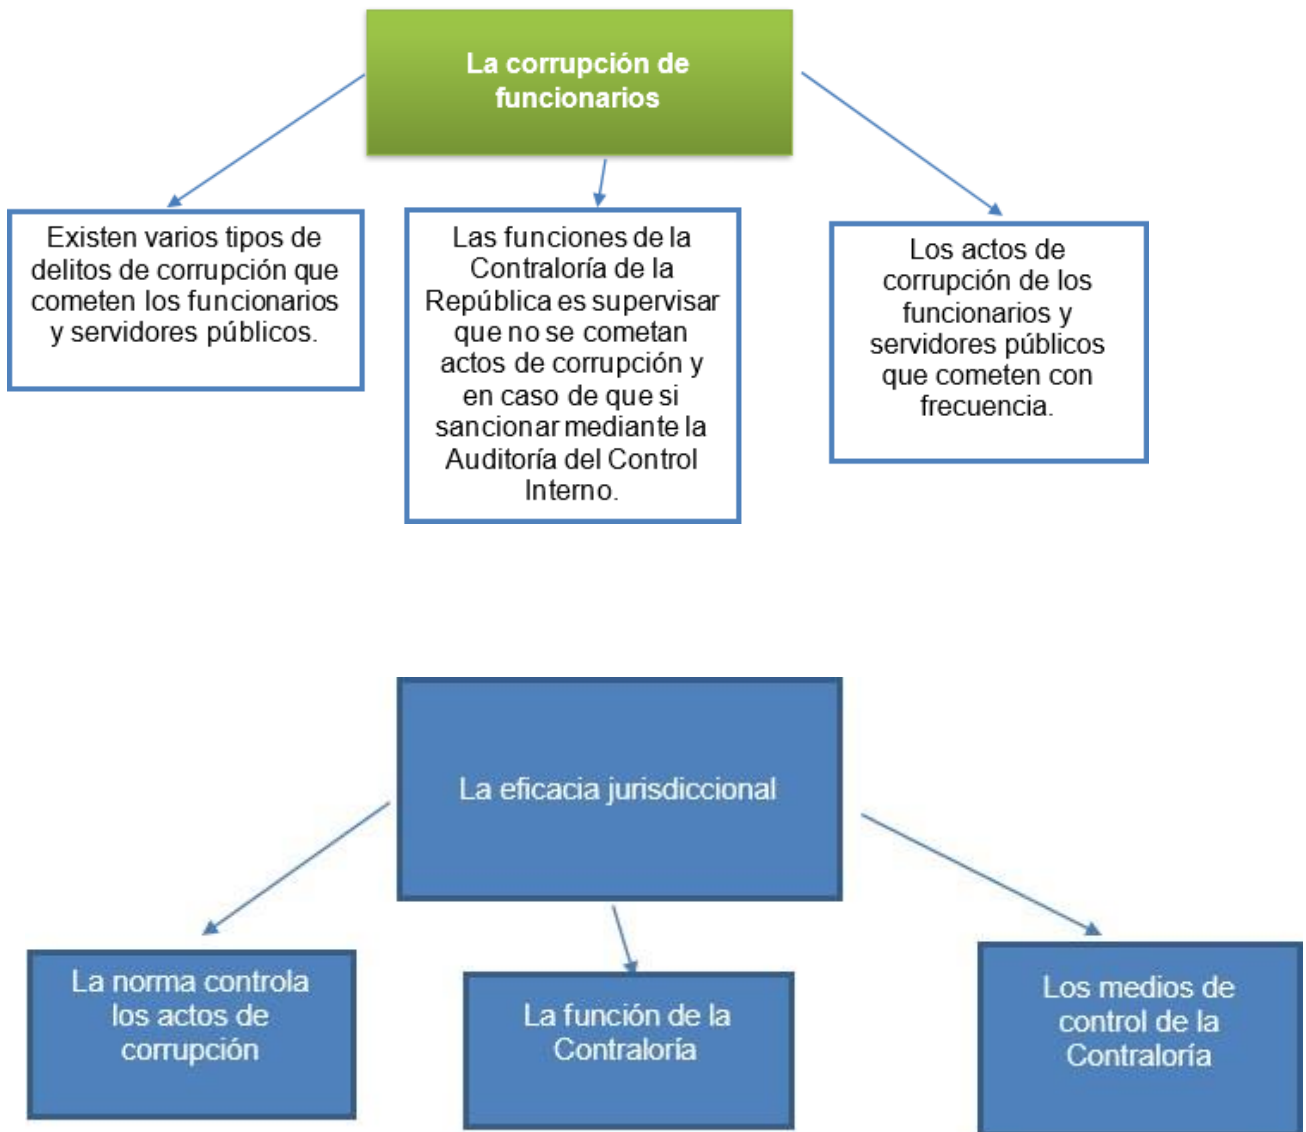 La corrupción de
funcionarios
Existen varios tipos de
delitos de corrupción que
cometen los funcionarios
y servidores públicos.
Las funciones de la
Contraloría de la
República es supervisar
que no se cometan
actos de corrupción y
en caso de que si
sancionar mediante la
Auditoría del Control
Interno.
Los actos de
corrupción de los
funcionarios y
servidores públicos
que cometen con
frecuencia.
La eficacia jurisdiccional
La norma controla
los actos de
corrupción
La función de la
Contraloría
Los medios de
control de la
Contraloría